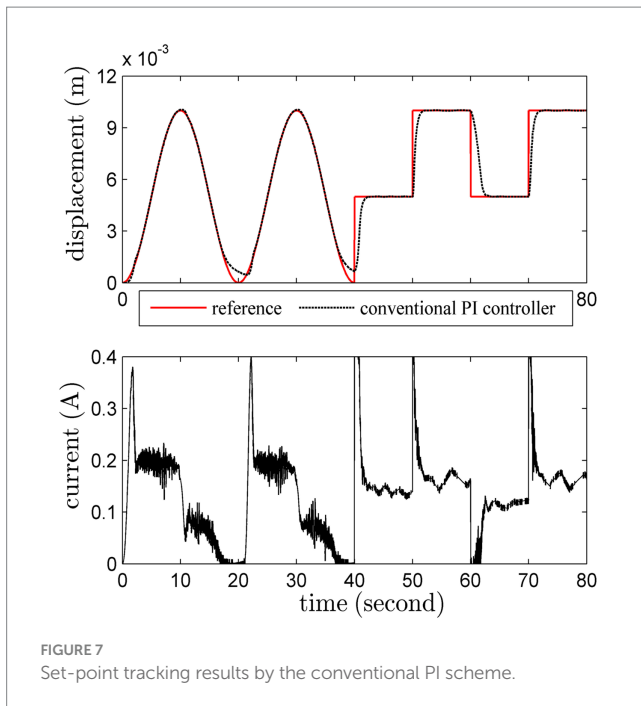 x 10⁻³
12
9
6
3
0
displacement (m)
0 80
reference conventional PI controller
0.4
0.3
0.2
0.1
0
current (A)
0 10 20 30 40 50 60 70 80
time (second)
FIGURE 7
Set-point tracking results by the conventional PI scheme.